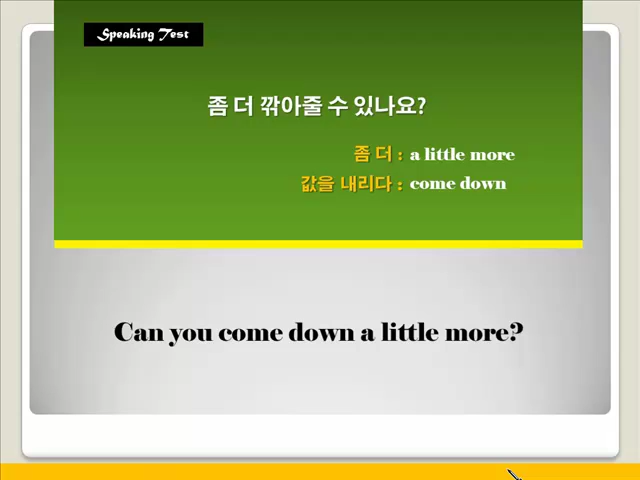 Speaking Test
좀 더 깎아줄 수 있나요?
좀 더 : a little more
값을 내리다 : come down
Can you come down a little more?